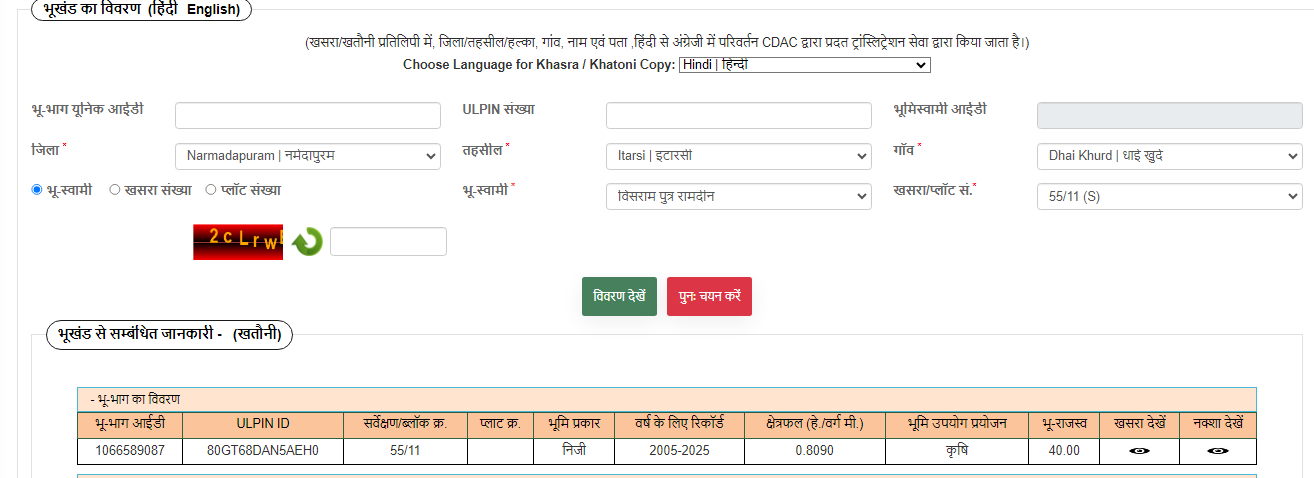 भूखंड का विवरण (हिंदी English)
(खसरा/खतौनी प्रतिलिपी में, जिला/तहसील/हल्का, गांव, नाम एवं पता ,हिंदी से अंग्रेजी में परिवर्तन CDAC द्वारा प्रदत ट्रांस्लिट्रेशन सेवा द्वारा किया जाता है।)
Choose Language for Khasra / Khatoni Copy: Hindi | हिन्दी
भू-भाग यूनिक आईडी ULPIN संख्या भूमिस्वामी आईडी
जिला * Narmadapuram | नर्मदापुरम तहसील * Itarsi | इटारसी गाँव * Dhai Khurd | धाई खुर्द
भू-स्वामी खसरा संख्या प्लॉट संख्या भू-स्वामी * विसराम पुत्र रामदीन खसरा/प्लॉट सं.* 55/11 (S)
2 c L r w
विवरण देखें पुनः चयन करें
भूखंड से सम्बंधित जानकारी - (खतौनी)
- भू-भाग का विवरण
भू-भाग आईडी ULPIN ID सर्वेक्षण/ब्लॉक क्र. प्लाट क्र. भूमि प्रकार वर्ष के लिए रिकॉर्ड क्षेत्रफल (हे./वर्ग मी.) भूमि उपयोग प्रयोजन भू-राजस्व खसरा देखें नक्शा देखें
1066589087 80GT68DAN5AEH0 55/11 निजी 2005-2025 0.8090 कृषि 40.00